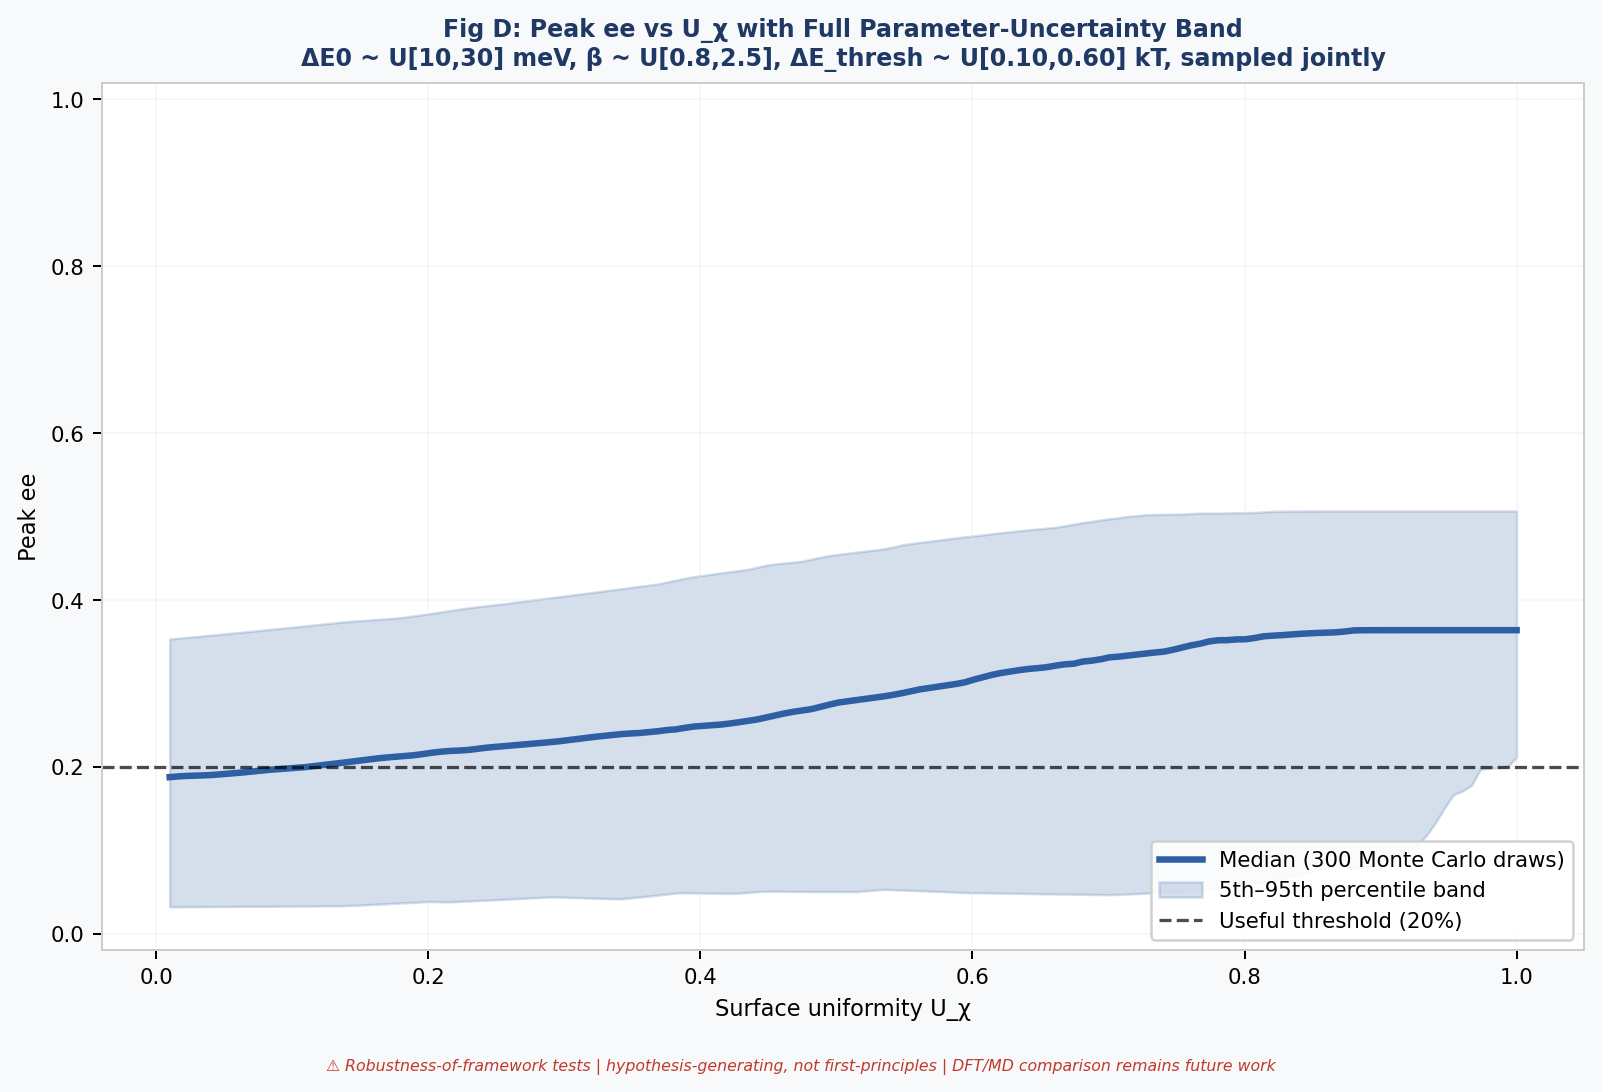 Fig D: Peak ee vs U_χ with Full Parameter-Uncertainty Band
ΔE0 ~ U[10,30] meV, β ~ U[0.8,2.5], ΔE_thresh ~ U[0.10,0.60] kT, sampled jointly
1.0
0.8
0.6
0.4
0.2
0.0
Peak ee
Median (300 Monte Carlo draws)
5th–95th percentile band
Useful threshold (20%)
0.0 0.2 0.4 0.6 0.8 1.0
Surface uniformity U_χ
⚠ Robustness-of-framework tests | hypothesis-generating, not first-principles | DFT/MD comparison remains future work